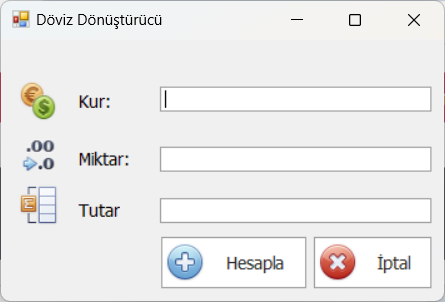 Döviz Dönüştürücü
Kur:
.00
.0
Miktar:
Tutar
Hesapla
İptal